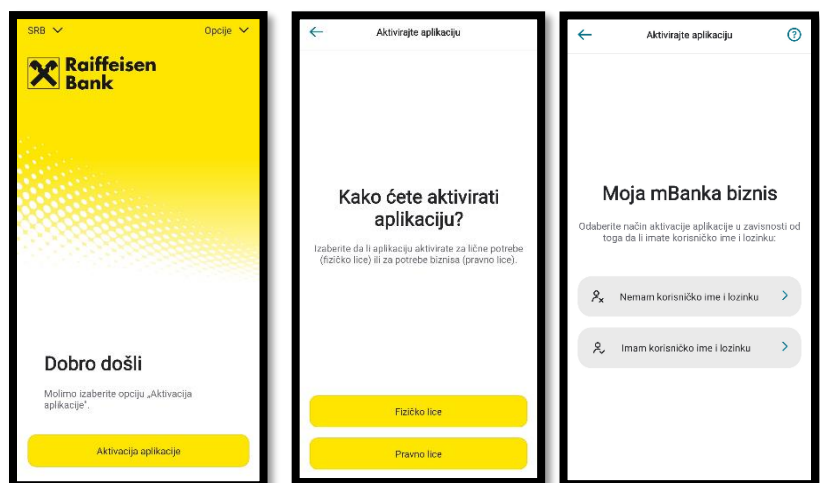 SRB
Opcije
Raiffeisen
Bank
Dobro došli
Molimo izaberite opciju „Aktivacija
aplikacije“.
Aktivacija aplikacije
Aktivirajte aplikaciju
Kako ćete aktivirati
aplikaciju?
Izaberite da li aplikaciju aktivirate za lične potrebe
(fizičko lice) ili za potrebe biznisa (pravno lice).
Fizičko lice
Pravno lice
Aktivirajte aplikaciju
?
Moja mBanka biznis
Odaberite način aktivacije aplikacije u zavisnosti od
toga da li imate korisničko ime i lozinku:
Nemam korisničko ime i lozinku
Imam korisničko ime i lozinku